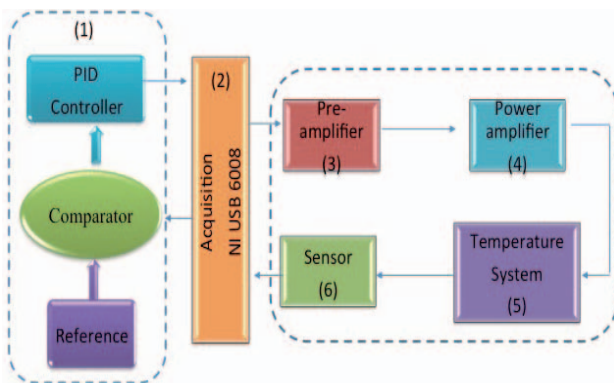 (1)
PID
Controller
Comparator
Reference
(2)
Acquisition
NI USB 6008
Pre-
amplifier
(3)
Power
amplifier
(4)
Sensor
(6)
Temperature
System
(5)